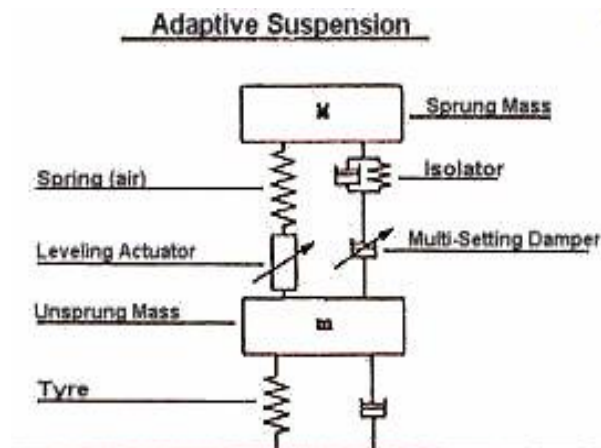 Adaptive Suspension
M
Sprung Mass
Spring (air)
Isolator
Leveling Actuator
Multi-Setting Damper
Unsprung Mass
m
Tyre